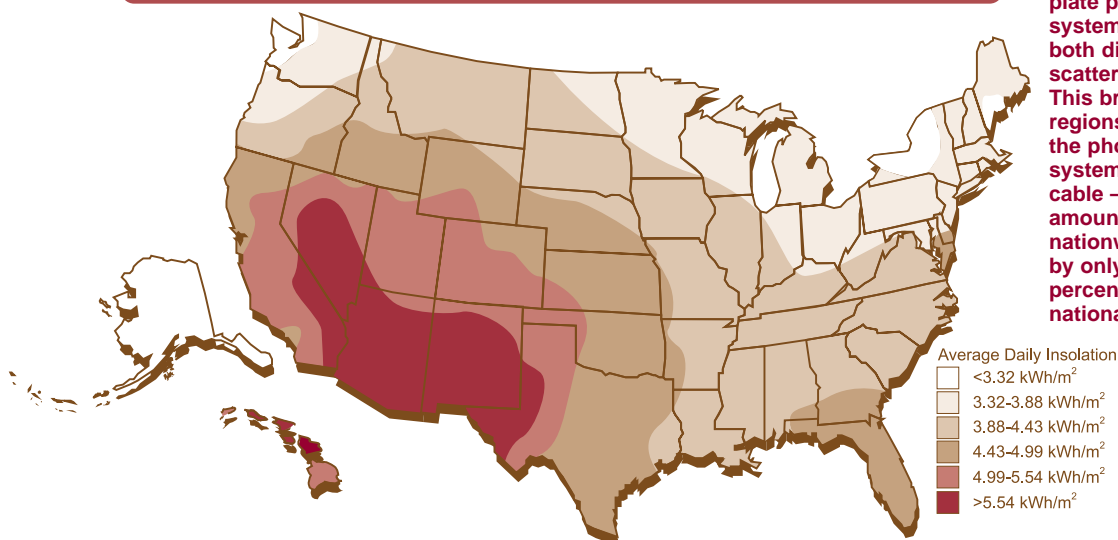 plate p
system
both di
scatter
This br
regions
the pho
system
cable –
amoun
nationw
by only
percen
nationa
Average Daily Insolation
<3.32 kWh/m²
3.32-3.88 kWh/m²
3.88-4.43 kWh/m²
4.43-4.99 kWh/m²
4.99-5.54 kWh/m²
>5.54 kWh/m²